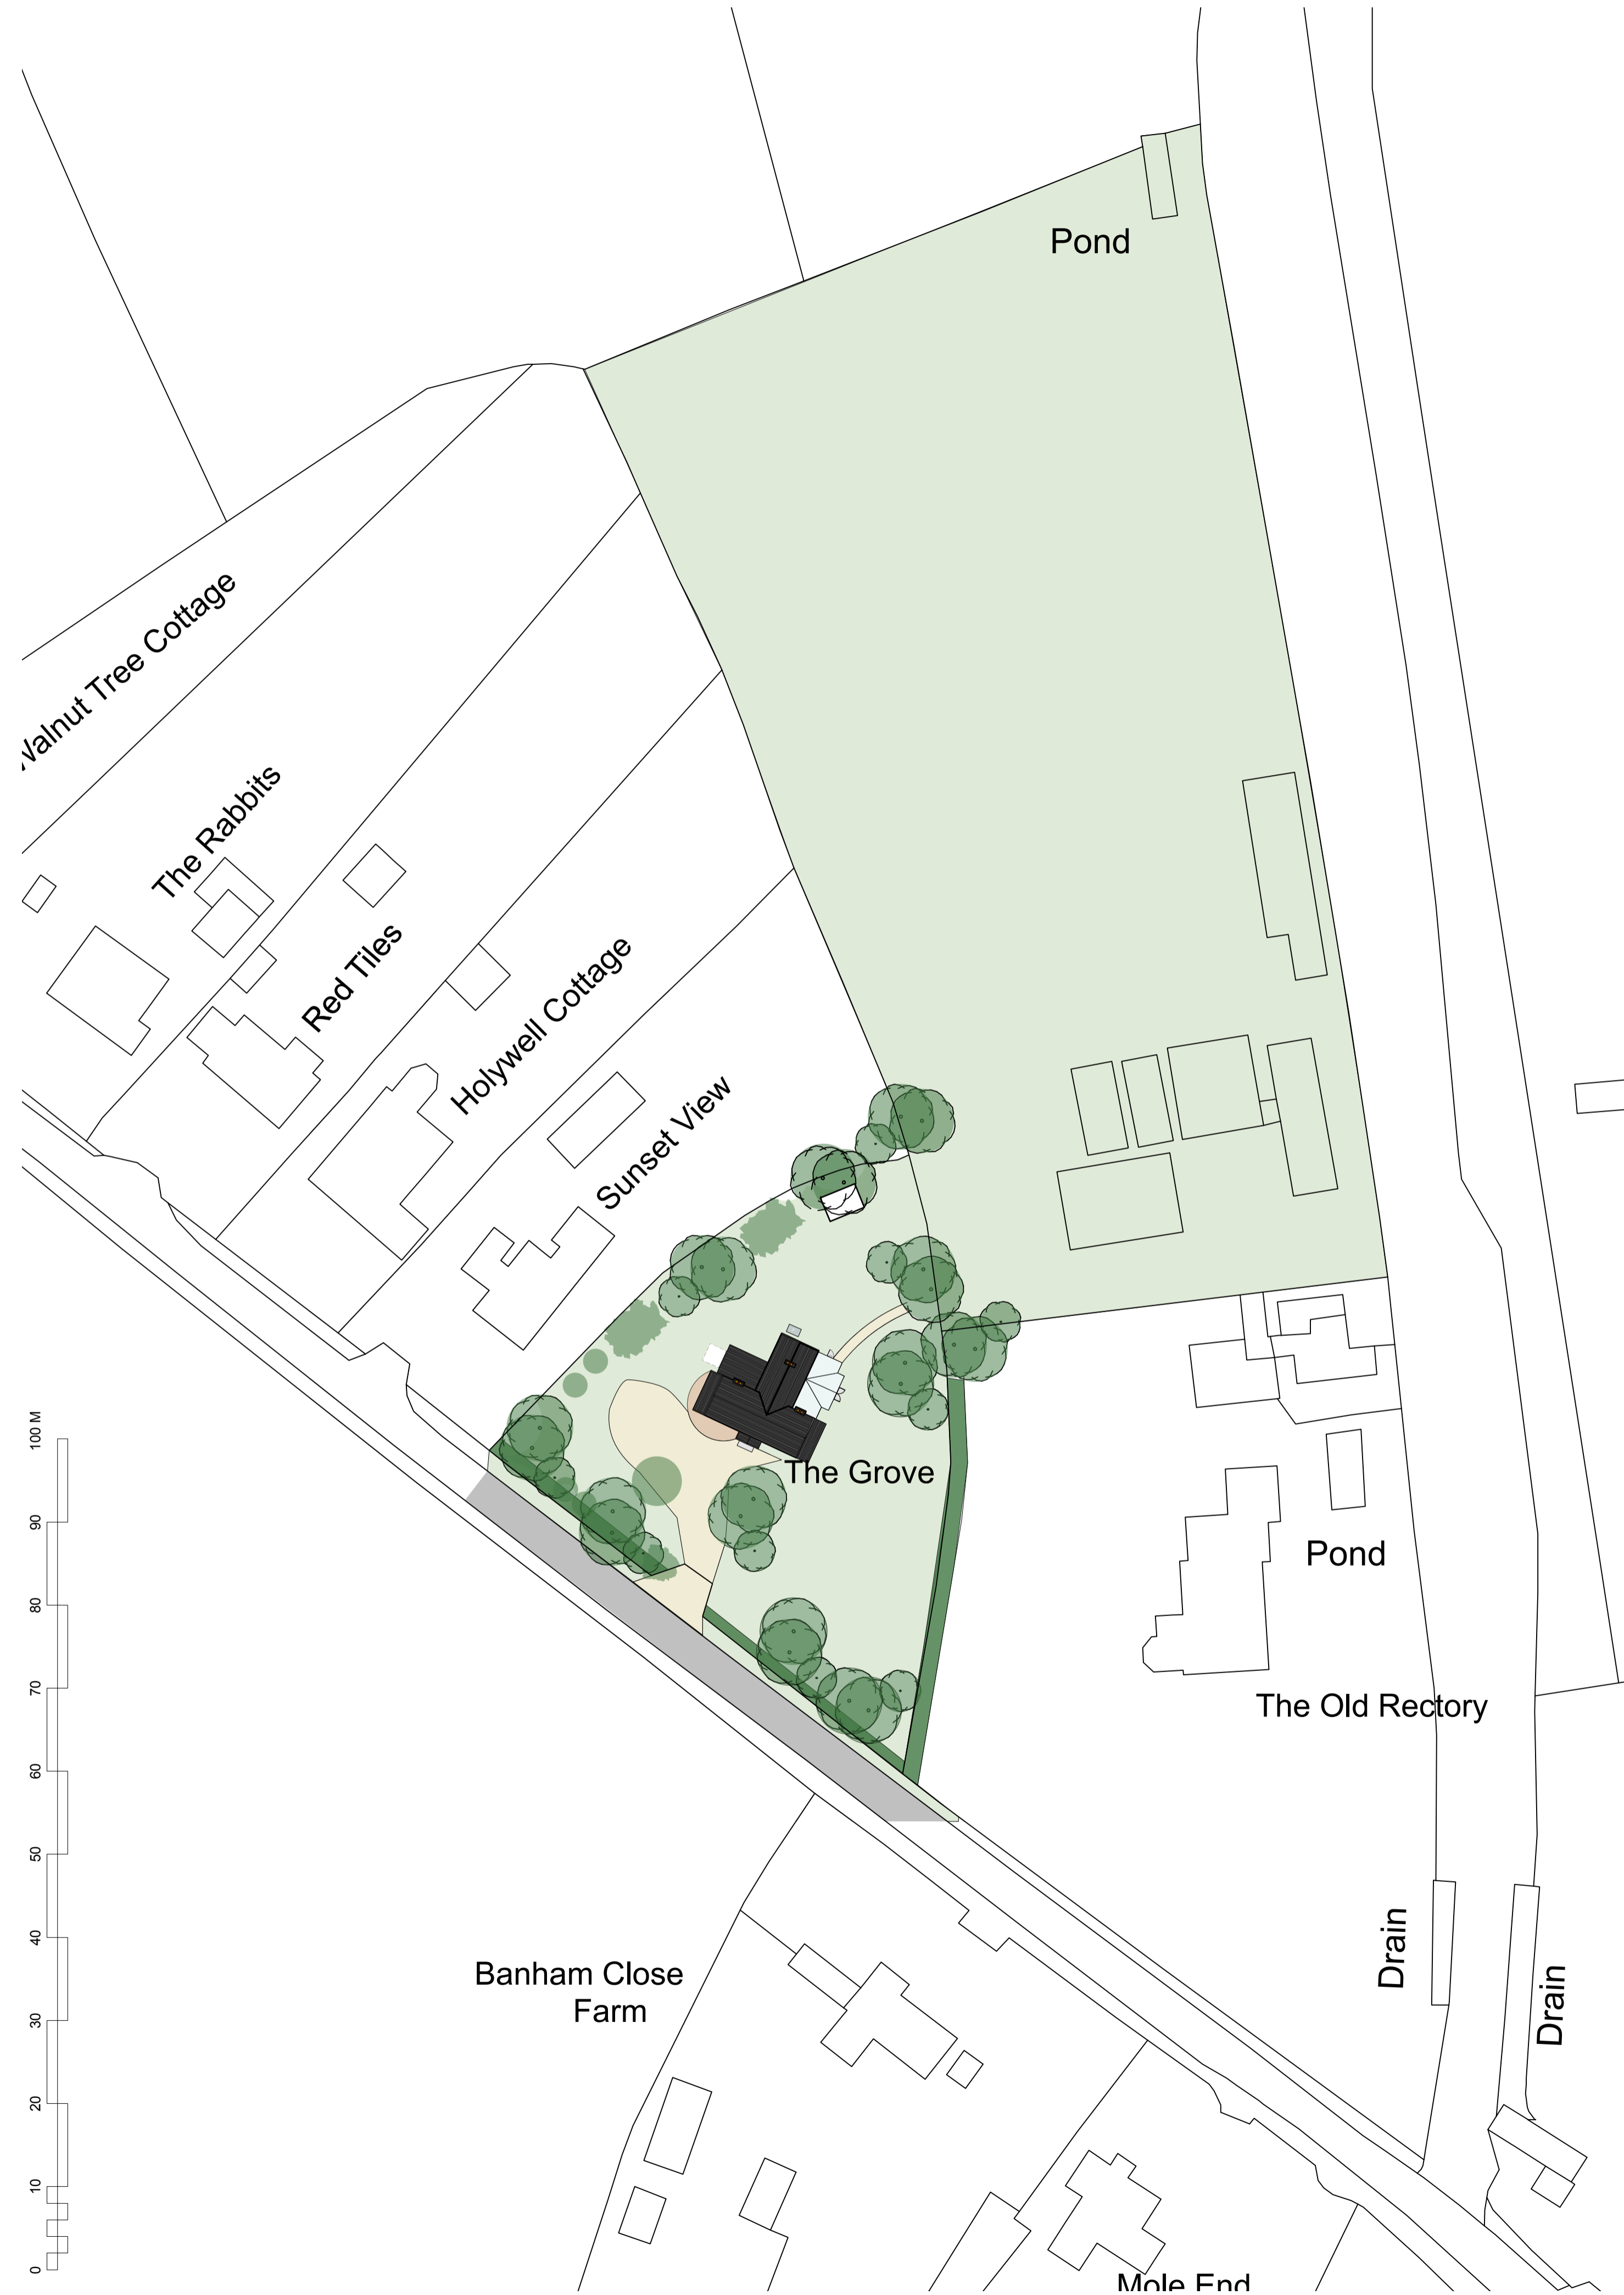 Pond
Walnut Tree Cottage
The Rabbits
Red Tiles
Holywell Cottage
Sunset View
The Grove
Pond
The Old Rectory
Banham Close
Farm
Drain
Drain
Mole End
100 M
90
80
70
60
50
40
30
20
10
0